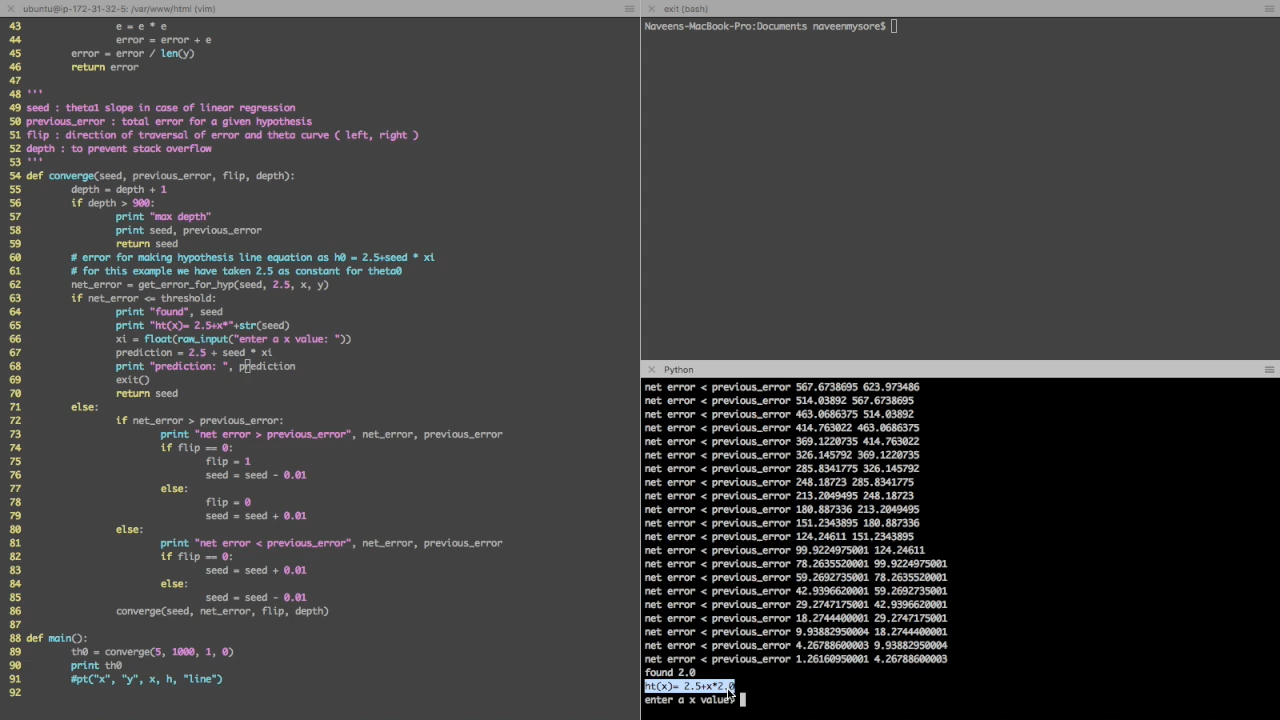 ubuntu@ip-172-31-32-5: /var/www/html (vim)
43 e = e * e
44 error = error + e
45 error = error / len(y)
46 return error
47
48 '''
49 seed : theta1 slope in case of linear regression
50 previous_error : total error for a given hypothesis
51 flip : direction of traversal of error and theta curve ( left, right )
52 depth : to prevent stack overflow
53 '''
54 def converge(seed, previous_error, flip, depth):
55 depth = depth + 1
56 if depth > 900:
57 print "max depth"
58 print seed, previous_error
59 return seed
60 # error for making hypothesis line equation as h0 = 2.5+seed * xi
61 # for this example we have taken 2.5 as constant for theta0
62 net_error = get_error_for_hyp(seed, 2.5, x, y)
63 if net_error <= threshold:
64 print "found", seed
65 print "ht(x)= 2.5+x*"+str(seed)
66 xi = float(raw_input("enter a x value: "))
67 prediction = 2.5 + seed * xi
68 print "prediction: ", prediction
69 exit()
70 return seed
71 else:
72 if net_error > previous_error:
73 print "net error > previous_error", net_error, previous_error
74 if flip == 0:
75 flip = 1
76 seed = seed - 0.01
77 else:
78 flip = 0
79 seed = seed + 0.01
80 else:
81 print "net error < previous_error", net_error, previous_error
82 if flip == 0:
83 seed = seed + 0.01
84 else:
85 seed = seed - 0.01
86 converge(seed, net_error, flip, depth)
87
88 def main():
89 th0 = converge(5, 1000, 1, 0)
90 print th0
91 #pt("x", "y", x, h, "line")
92
exit (bash)
Naveens-MacBook-Pro:Documents naveenmysore$
Python
net error < previous_error 567.6738695 623.973486
net error < previous_error 514.03892 567.6738695
net error < previous_error 463.0686375 514.03892
net error < previous_error 414.763022 463.0686375
net error < previous_error 369.1220735 414.763022
net error < previous_error 326.145792 369.1220735
net error < previous_error 285.8341775 326.145792
net error < previous_error 248.18723 285.8341775
net error < previous_error 213.2049495 248.18723
net error < previous_error 180.887336 213.2049495
net error < previous_error 151.2343895 180.887336
net error < previous_error 124.24611 151.2343895
net error < previous_error 99.9224975001 124.24611
net error < previous_error 78.2635520001 99.9224975001
net error < previous_error 59.2692735001 78.2635520001
net error < previous_error 42.9396620001 59.2692735001
net error < previous_error 29.2747175001 42.9396620001
net error < previous_error 18.2744400001 29.2747175001
net error < previous_error 9.93882950004 18.2744400001
net error < previous_error 4.26788600003 9.93882950004
net error < previous_error 1.26160950001 4.26788600003
found 2.0
ht(x)= 2.5+x*2.0
enter a x value: